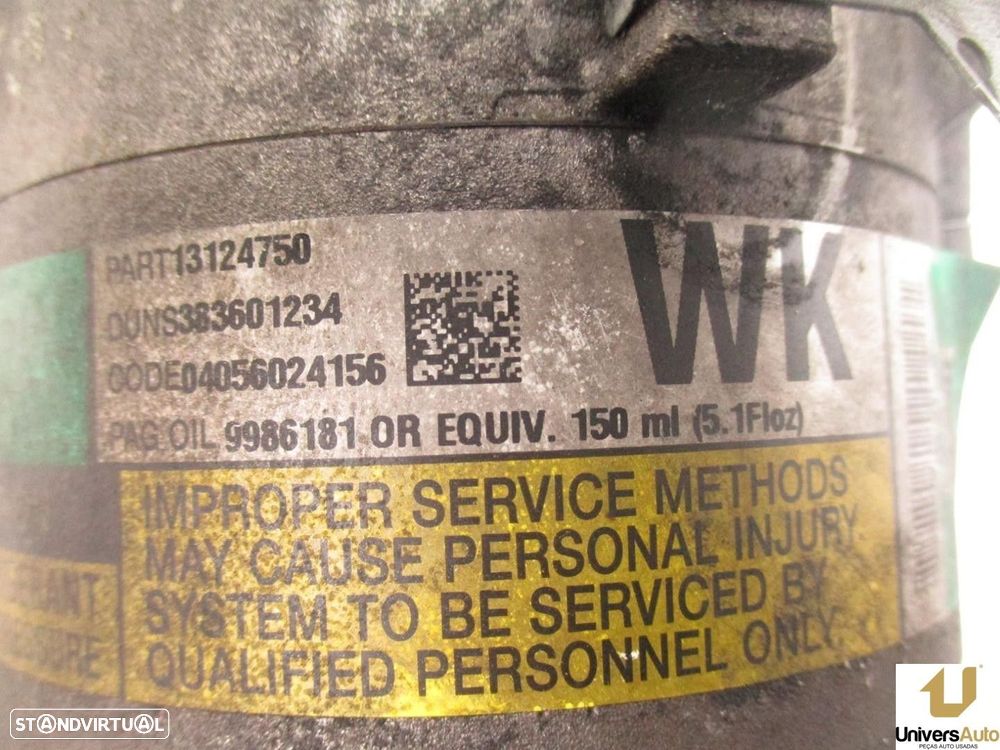 PART13124750
DUNS383601234
CODE04056024156
WK
PAG OIL 9986181 OR EQUIV. 150 ml (5.1Floz)
IMPROPER SERVICE METHODS
MAY CAUSE PERSONAL INJURY.
SYSTEM TO BE SERVICED BY
QUALIFIED PERSONNEL ONLY.
STANDVIRTUAL
UniversAuto
PEÇAS AUTO USADAS